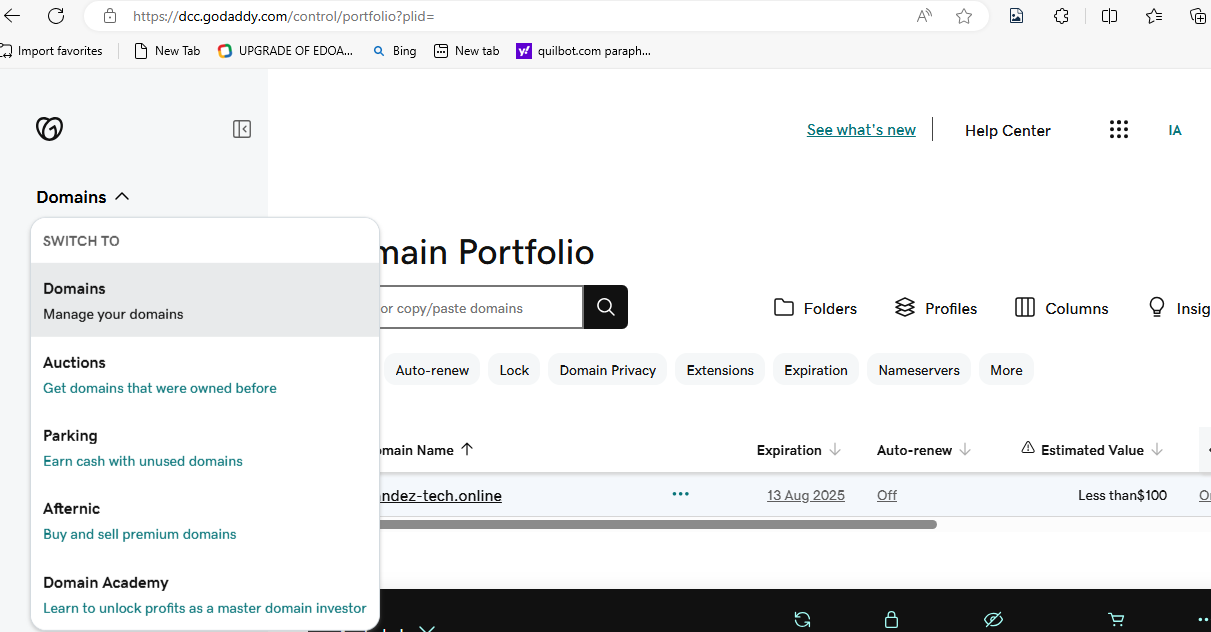 https://dcc.godaddy.com/control/portfolio?plid=
Import favorites
New Tab
UPGRADE OF EDOA...
Bing
New tab
quilbot.com paraph...
See what's new
Help Center
IA
Domains
SWITCH TO
Domains
Manage your domains
Auctions
Get domains that were owned before
Parking
Earn cash with unused domains
Afternic
Buy and sell premium domains
Domain Academy
Learn to unlock profits as a master domain investor
main Portfolio
or copy/paste domains
Folders
Profiles
Columns
Insig
Auto-renew
Lock
Domain Privacy
Extensions
Expiration
Nameservers
More
omain Name
Expiration
Auto-renew
Estimated Value
ndez-tech.online
13 Aug 2025
Off
Less than$100